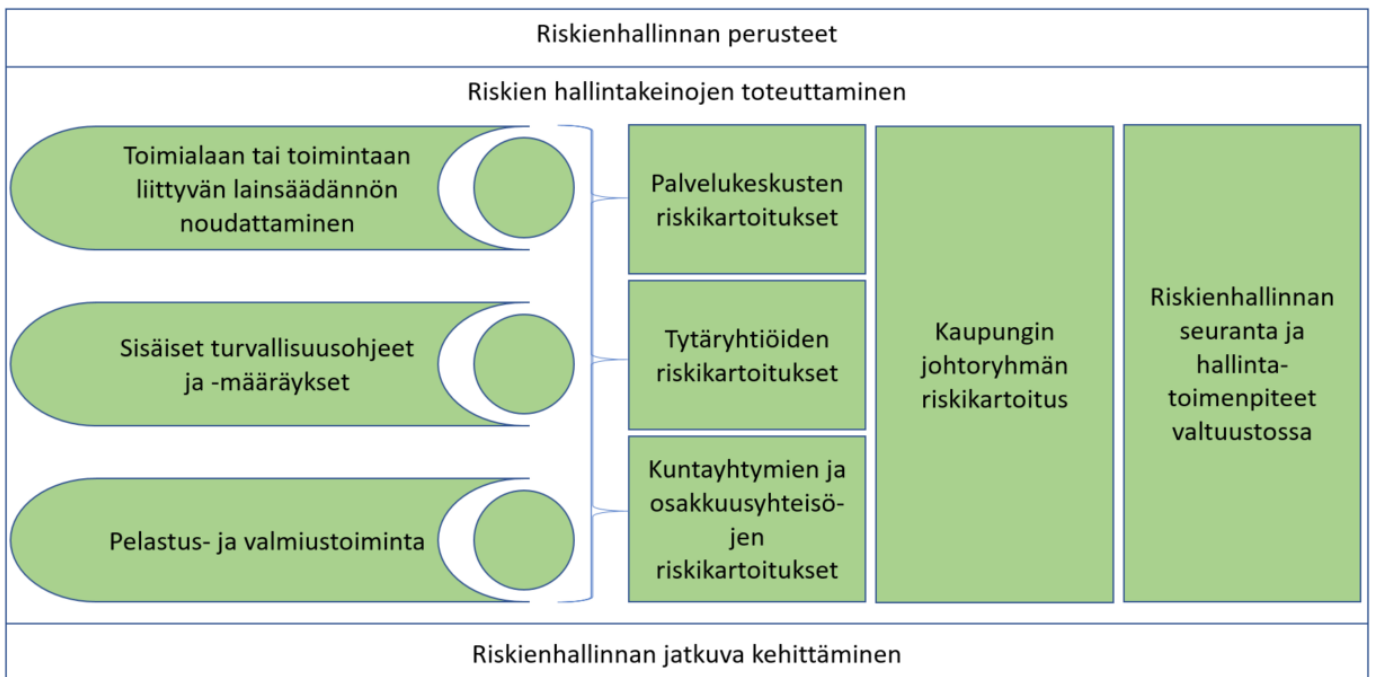 Riskienhallinnan perusteet
Riskien hallintakeinojen toteuttaminen
Toimialaan tai toimintaan
liittyvän lainsäädännön
noudattaminen
Sisäiset turvallisuusohjeet
ja -määräykset
Pelastus- ja valmiustoiminta
Palvelukeskusten
riskikartoitukset
Tytäryhtiöiden
riskikartoitukset
Kuntayhtymien ja
osakkuusyhteisö-
jen
riskikartoitukset
Kaupungin
johtoryhmän
riskikartoitus
Riskienhallinnan
seuranta ja
hallinta-
toimenpiteet
valtuustossa
Riskienhallinnan jatkuva kehittäminen